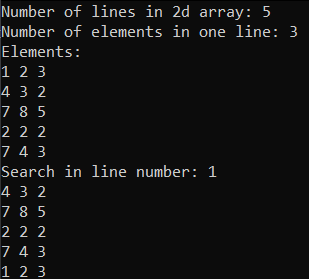 Number of lines in 2d array: 5
Number of elements in one line: 3
Elements:
1 2 3
4 3 2
7 8 5
2 2 2
7 4 3
Search in line number: 1
4 3 2
7 8 5
2 2 2
7 4 3
1 2 3